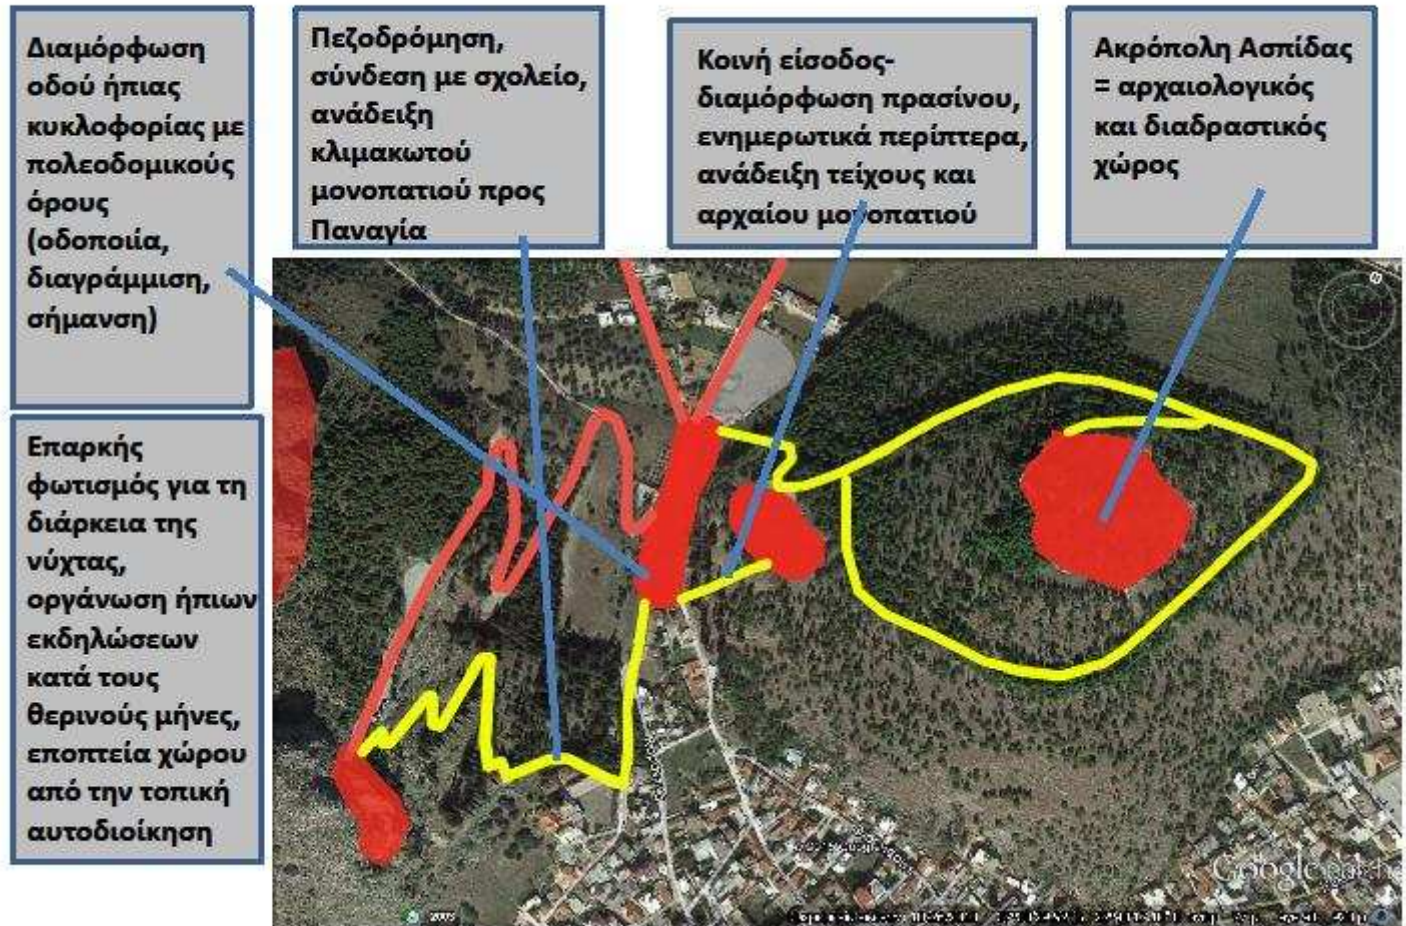 Διαμόρφωση
οδού ήπιας
κυκλοφορίας με
πολεοδομικούς
όρους
(οδοποιία,
διαγράμμιση,
σήμανση)
Πεζοδρόμηση,
σύνδεση με σχολείο,
ανάδειξη
κλιμακωτού
μονοπατιού προς
Παναγία
Κοινή είσοδος-
διαμόρφωση πρασίνου,
ενημερωτικά περίπτερα,
ανάδειξη τείχους και
αρχαίου μονοπατιού
Ακρόπολη Ασπίδας
= αρχαιολογικός
και διαδραστικός
χώρος
Επαρκής
φωτισμός για τη
διάρκεια της
νύχτας,
οργάνωση ήπιων
εκδηλώσεων
κατά τους
θερινούς μήνες,
εποπτεία χώρου
από την τοπική
αυτοδιοίκηση
Google
2003